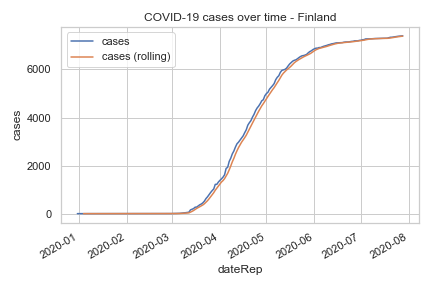 COVID-19 cases over time - Finland
cases
cases (rolling)
6000
4000
2000
0
cases
2020-01
2020-02
2020-03
2020-04
2020-05
2020-06
2020-07
2020-08
dateRep